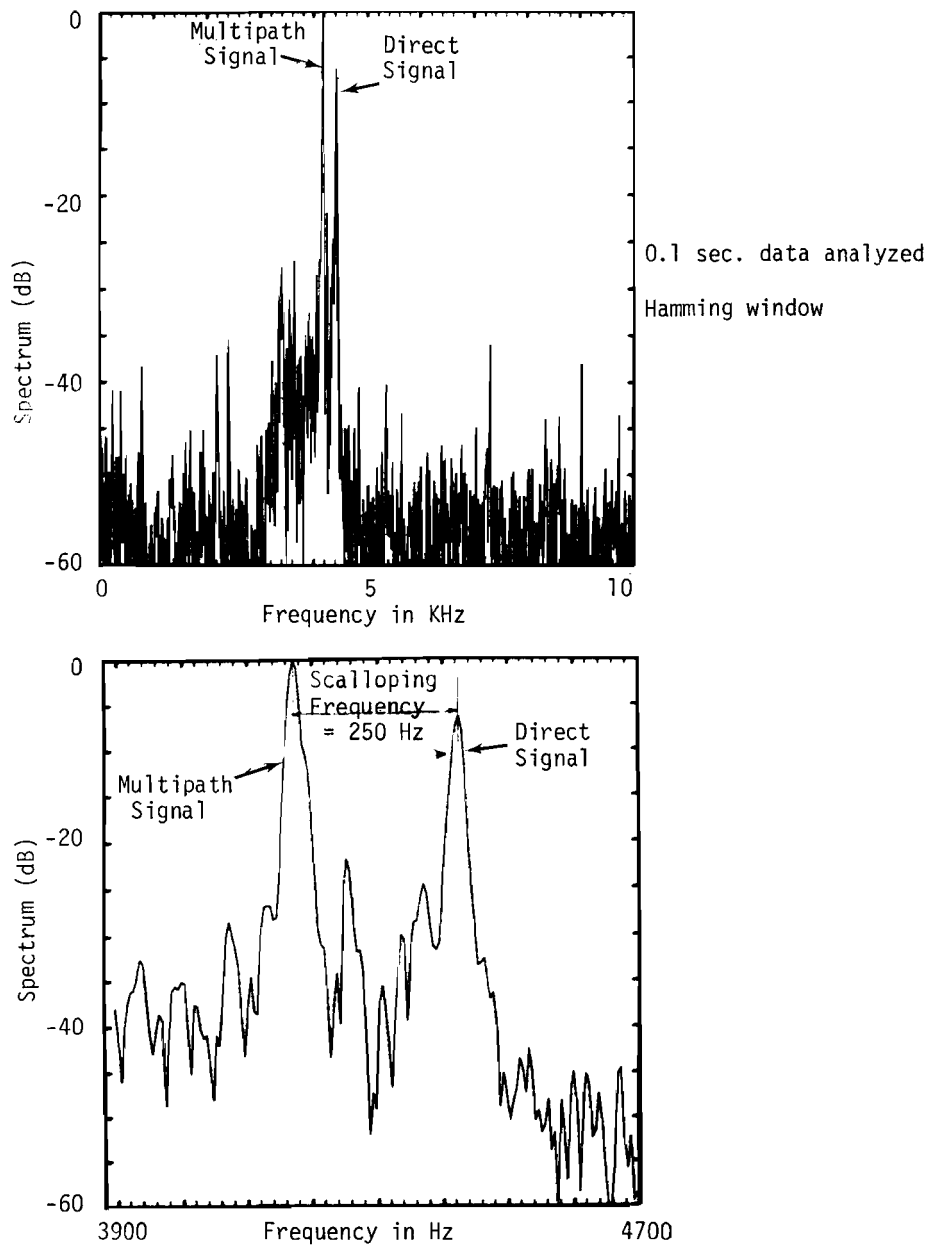 0
Multipath
Signal
Direct
Signal
-20
0.1 sec. data analyzed
Hamming window
Spectrum (dB)
-40
-60
0
5
10
Frequency in KHz
0
Scalloping
Frequency
= 250 Hz
Direct
Signal
Multipath
Signal
-20
Spectrum (dB)
-40
-60
3900
Frequency in Hz
4700